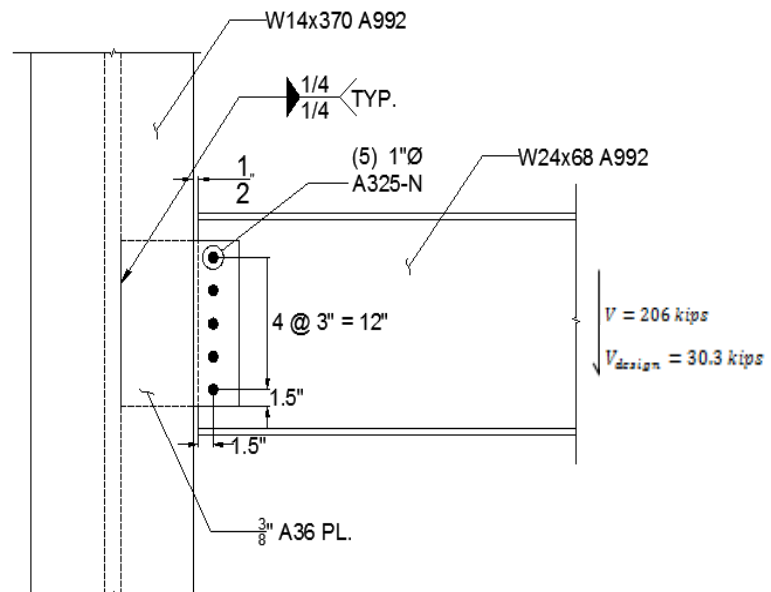 W14x370 A992
1/4
1/4
TYP.
(5) 1"Ø
A325-N
W24x68 A992
1"
2
4 @ 3" = 12"
V = 206 kips
V_design = 30.3 kips
1.5"
1.5"
3/8" A36 PL.